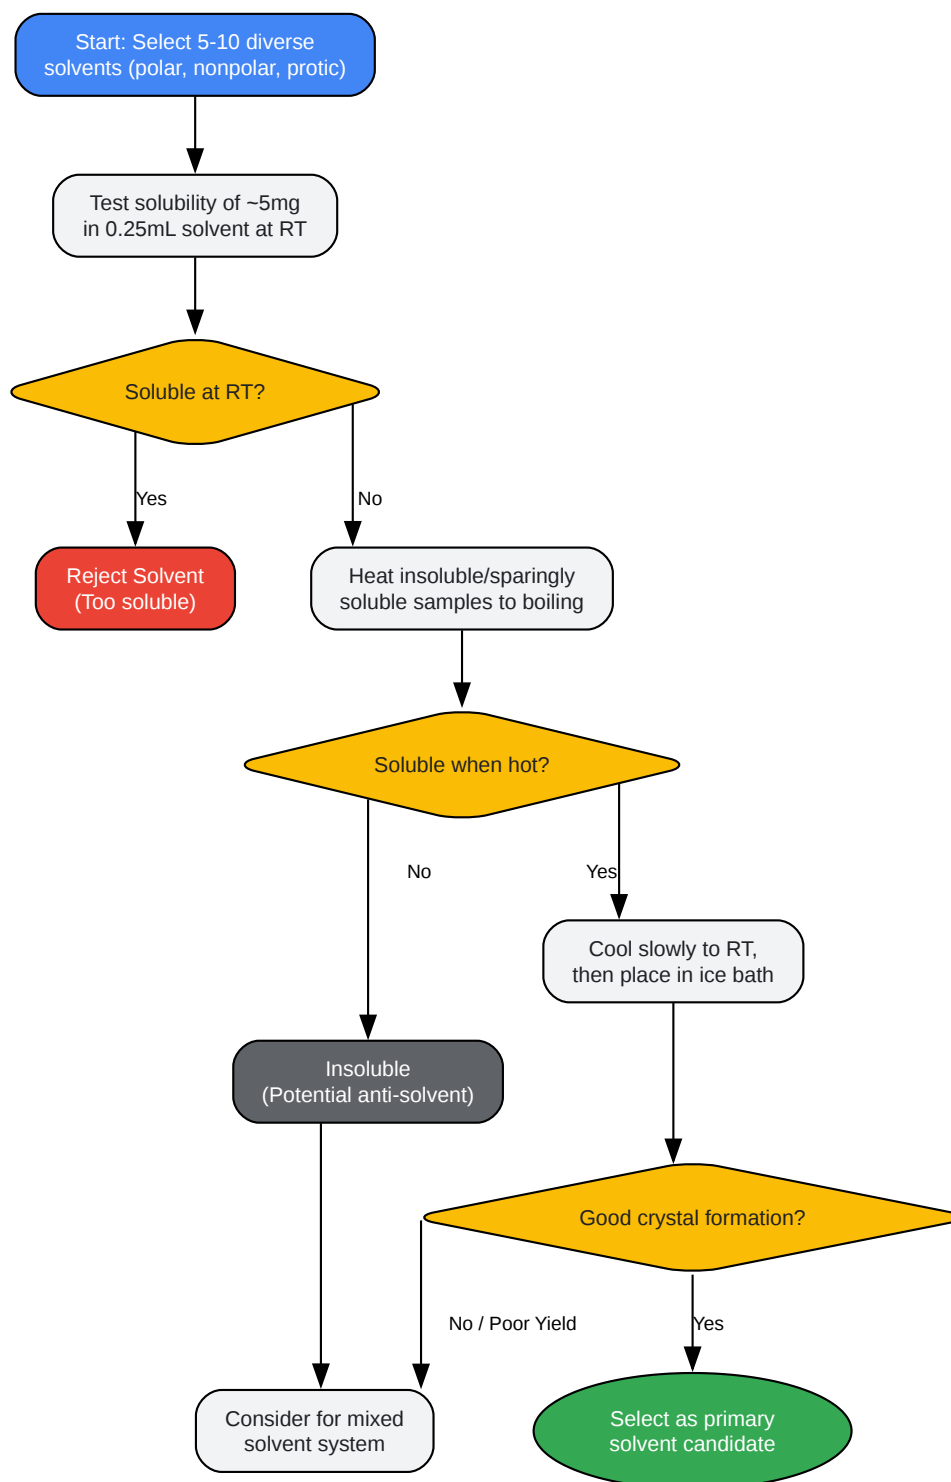 Start: Select 5-10 diverse
solvents (polar, nonpolar, protic)
Test solubility of ~5mg
in 0.25mL solvent at RT
Soluble at RT?
Yes
No
Reject Solvent
(Too soluble)
Heat insoluble/sparingly
soluble samples to boiling
Soluble when hot?
No
Yes
Cool slowly to RT,
then place in ice bath
Insoluble
(Potential anti-solvent)
Good crystal formation?
No / Poor Yield
Yes
Consider for mixed
solvent system
Select as primary
solvent candidate